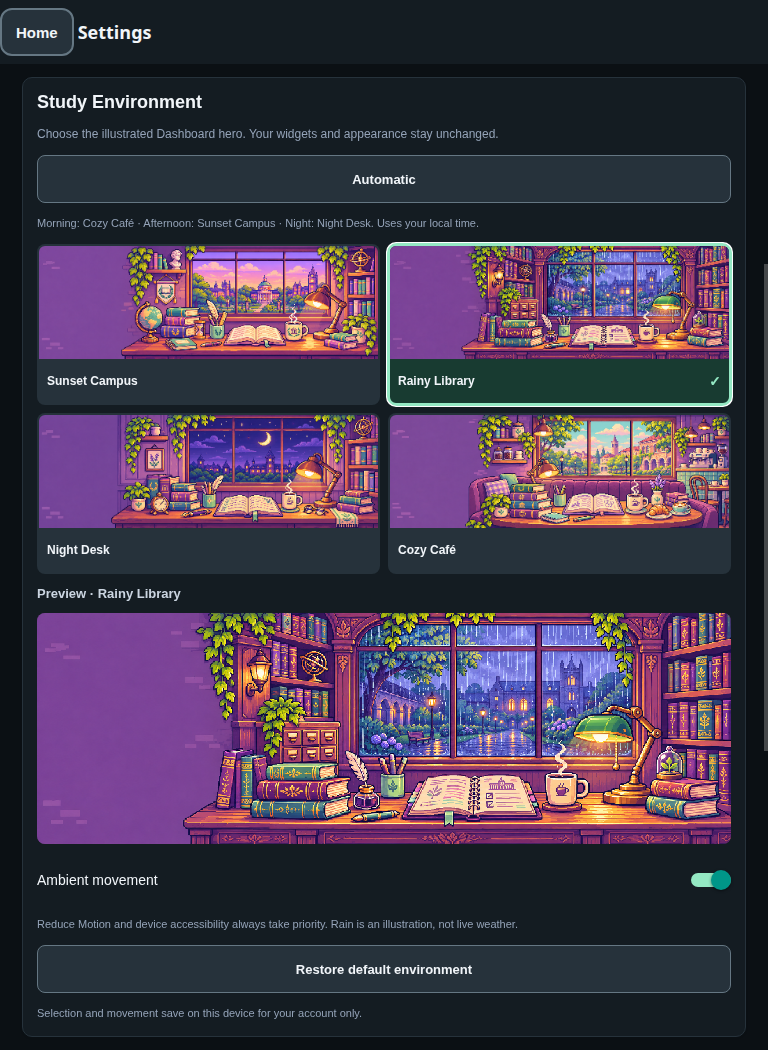 Home Settings
Study Environment
Choose the illustrated Dashboard hero. Your widgets and appearance stay unchanged.
Automatic
Morning: Cozy Café · Afternoon: Sunset Campus · Night: Night Desk. Uses your local time.
Sunset Campus
Rainy Library ✓
Night Desk
Cozy Café
Preview · Rainy Library
Ambient movement
Reduce Motion and device accessibility always take priority. Rain is an illustration, not live weather.
Restore default environment
Selection and movement save on this device for your account only.